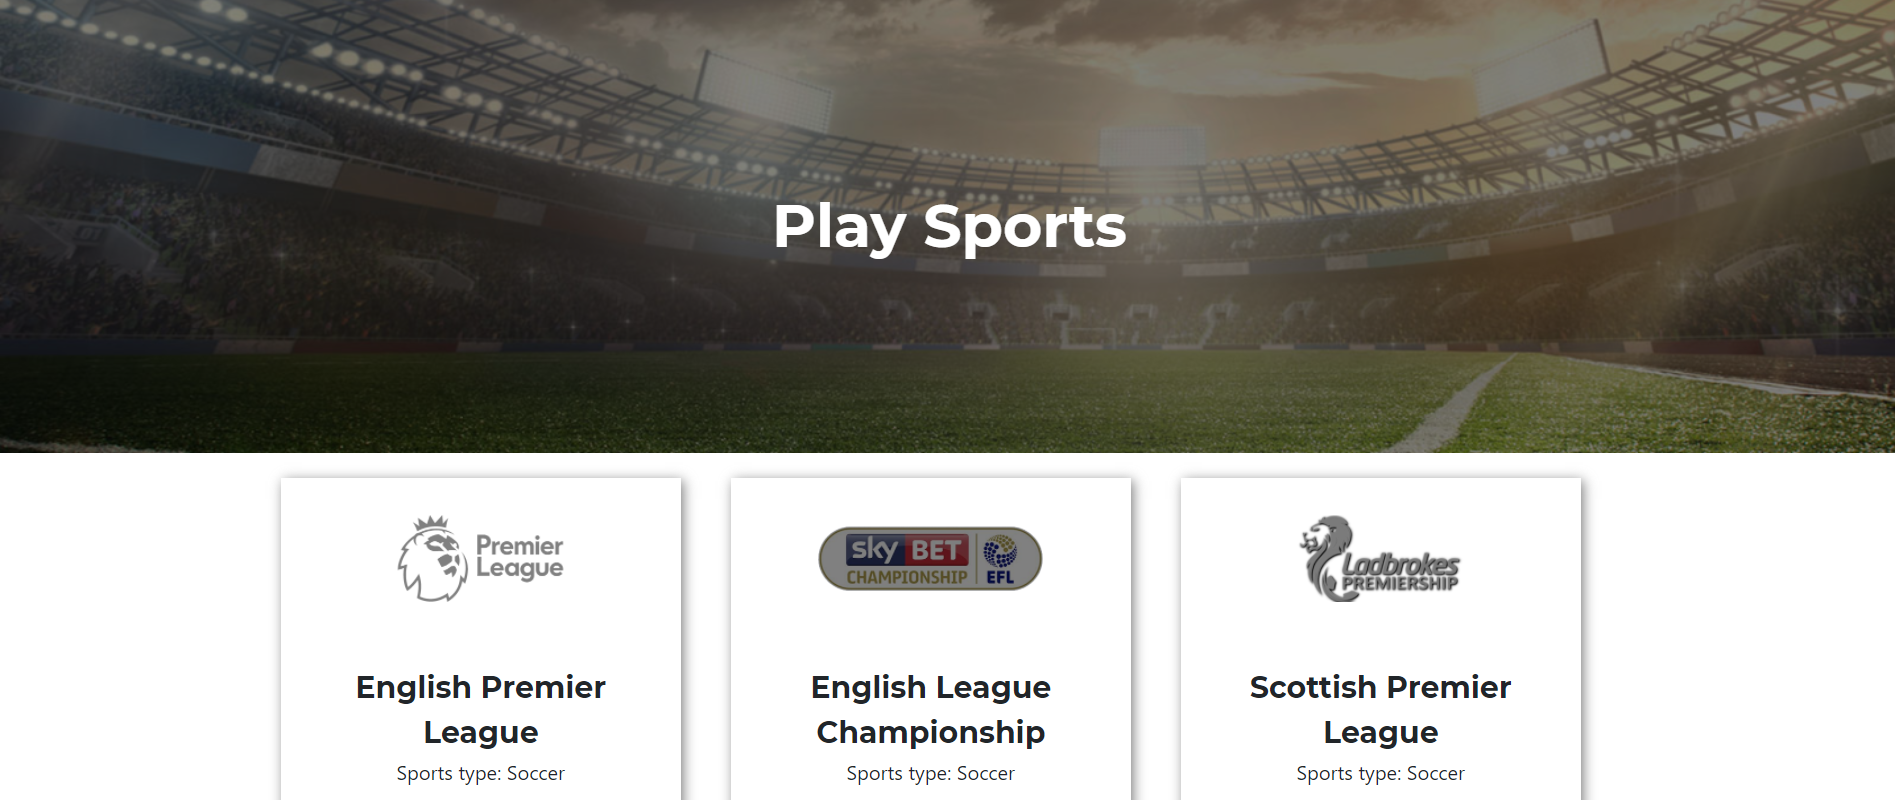 Play Sports
Premier
League
sky BET
CHAMPIONSHIP
EFL
Ladbrokes
PREMIERSHIP
English Premier
League
Sports type: Soccer
English League
Championship
Sports type: Soccer
Scottish Premier
League
Sports type: Soccer